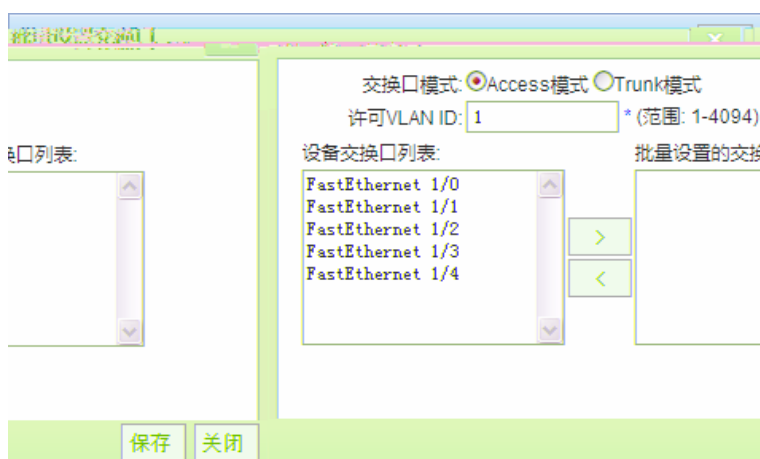 交换口模式: Access模式 Trunk模式
许可VLAN ID: 1 * (范围: 1-4094)
口列表:
设备交换口列表:
批量设置的交换
FastEthernet 1/0
FastEthernet 1/1
FastEthernet 1/2
FastEthernet 1/3
FastEthernet 1/4
>
<
保存 关闭